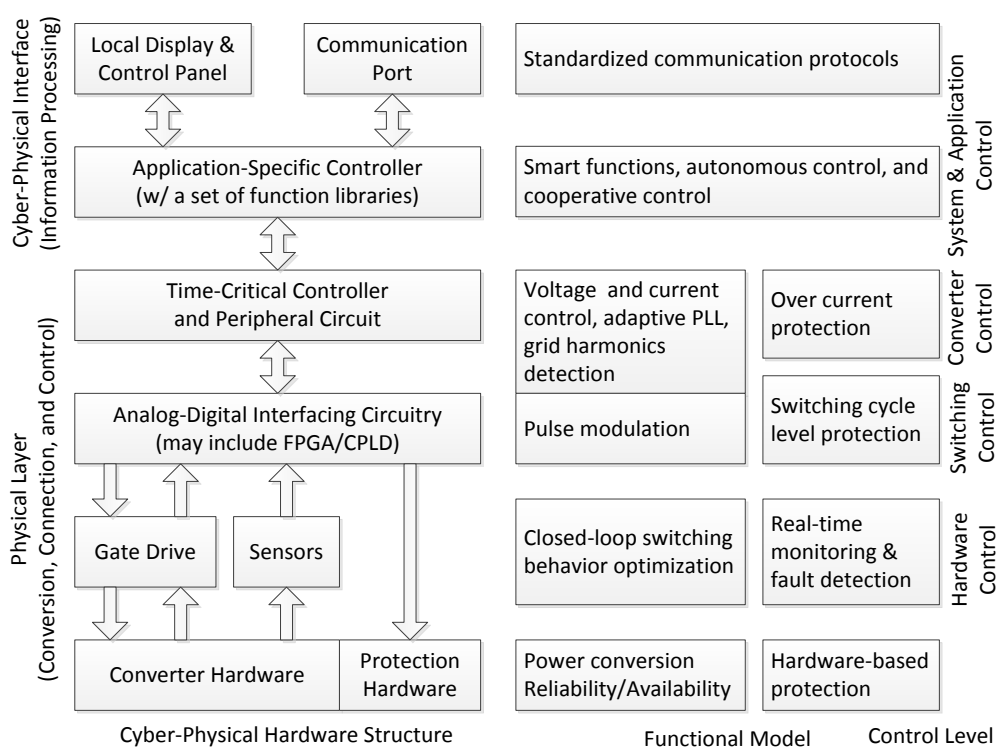 Cyber-Physical Interface
(Information Processing)
Local Display &
Control Panel
Communication
Port
Standardized communication protocols
System & Application
Control
Application-Specific Controller
(w/ a set of function libraries)
Smart functions, autonomous control, and
cooperative control
Physical Layer
(Conversion, Connection, and Control)
Time-Critical Controller
and Peripheral Circuit
Voltage and current
control, adaptive PLL,
grid harmonics
detection
Over current
protection
Converter
Control
Analog-Digital Interfacing Circuitry
(may include FPGA/CPLD)
Pulse modulation
Switching cycle
level protection
Switching
Control
Gate Drive
Sensors
Closed-loop switching
behavior optimization
Real-time
monitoring &
fault detection
Hardware
Control
Converter Hardware
Protection
Hardware
Power conversion
Reliability/Availability
Hardware-based
protection
Cyber-Physical Hardware Structure
Functional Model
Control Level